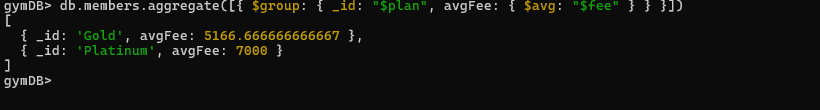 gymDB> db.members.aggregate([{ $group: { _id: "$plan", avgFee: { $avg: "$fee" } } }])
[
  { _id: 'Gold', avgFee: 5166.666666666667 },
  { _id: 'Platinum', avgFee: 7000 }
]
gymDB>